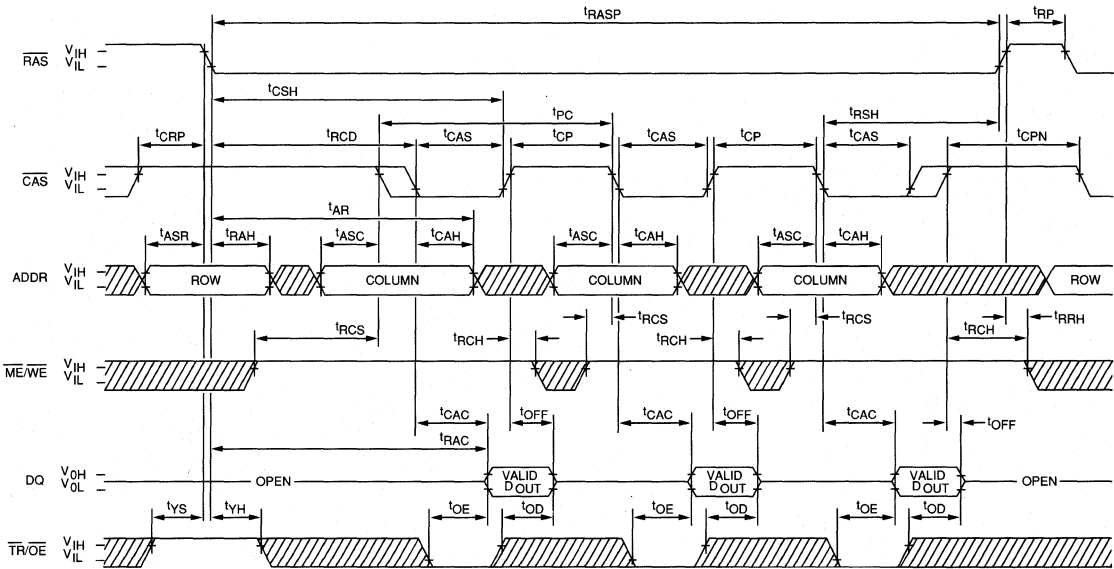 tRASP tRP
RAS VIH VIL
tCSH
tPC tRSH
tCRP tRCD tCAS tCP tCAS tCP tCAS tCPN
CAS VIH VIL
tAR
tASR tRAH tASC tCAH tASC tCAH tASC tCAH
ADDR VIH VIL ROW COLUMN COLUMN COLUMN ROW
tRCS tRCH tRCS tRCH tRCS tRCH tRRH
ME/WE VIH VIL
tCAC tOFF tCAC tOFF tCAC tOFF
tRAC
DQ V0H V0L OPEN VALID DOUT VALID DOUT VALID DOUT OPEN
tYS tYH tOE tOD tOE tOD tOE tOD
TR/OE VIH VIL